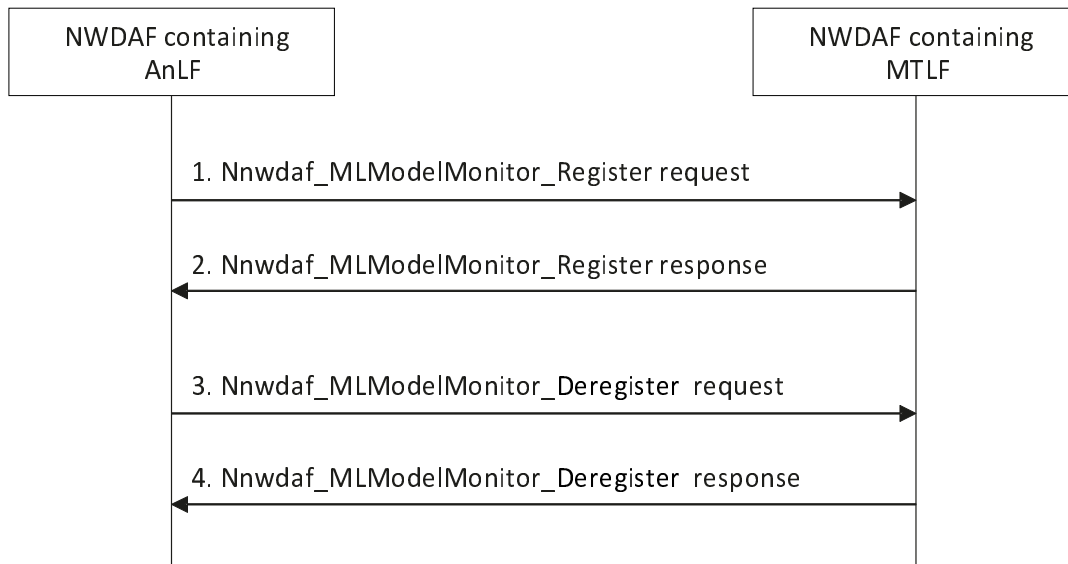 NWDAF containing
AnLF
NWDAF containing
MTLF
1. Nnwdaf_MLModelMonitor_Register request
2. Nnwdaf_MLModelMonitor_Register response
3. Nnwdaf_MLModelMonitor_Deregister request
4. Nnwdaf_MLModelMonitor_Deregister response